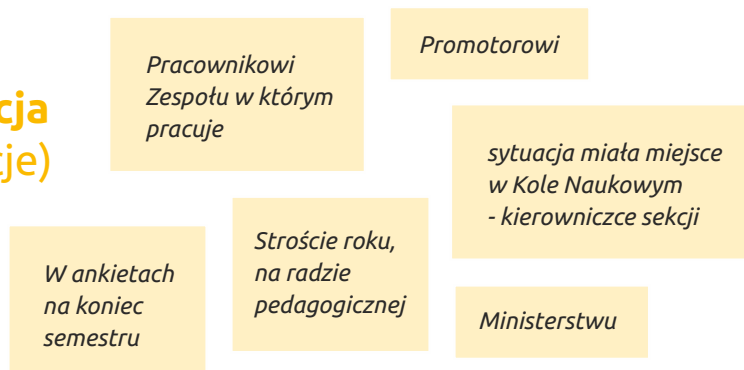 cja
je)
Pracownikowi
Zespołu w którym
pracuje
Promotorowi
sytuacja miała miejsce
w Kole Naukowym
- kierowniczce sekcji
W ankietach
na koniec
semestru
Stroście roku,
na radzie
pedagogicznej
Ministerstwu